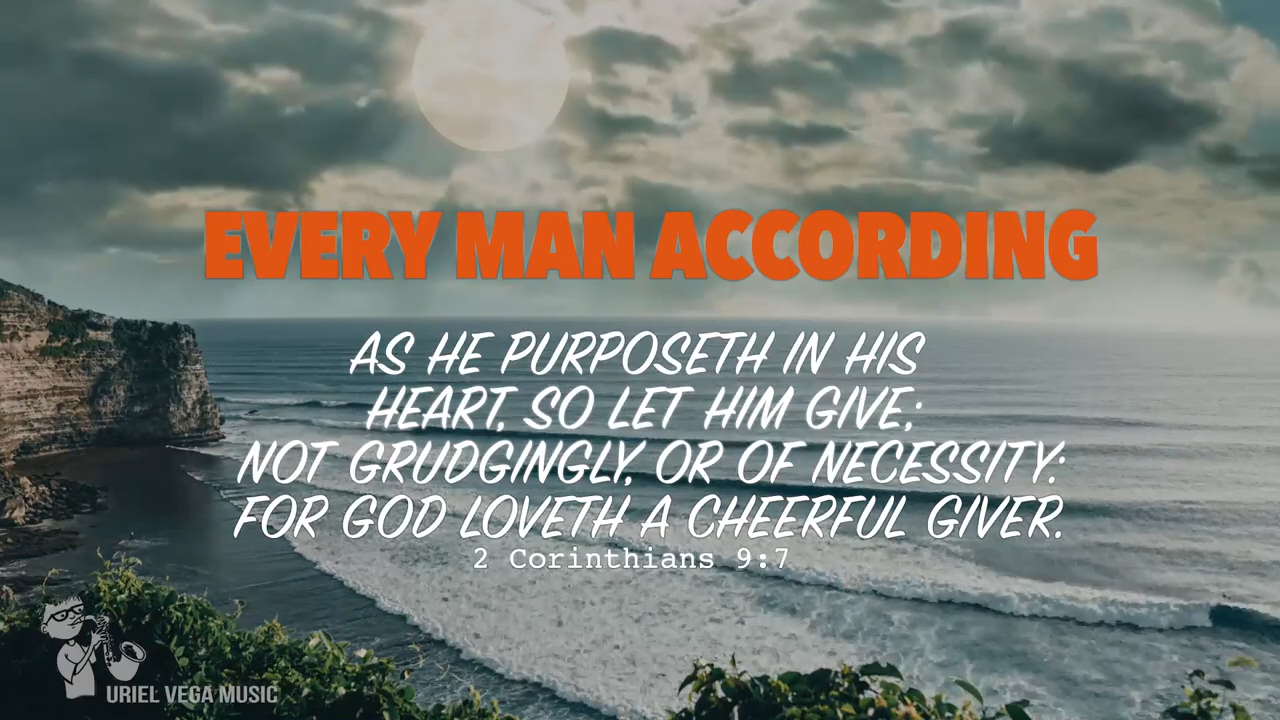 EVERY MAN ACCORDING
AS HE PURPOSETH IN HIS
HEART, SO LET HIM GIVE;
NOT GRUDGINGLY, OR OF NECESSITY:
FOR GOD LOVETH A CHEERFUL GIVER.
2 Corinthians 9:7
URIEL VEGA MUSIC